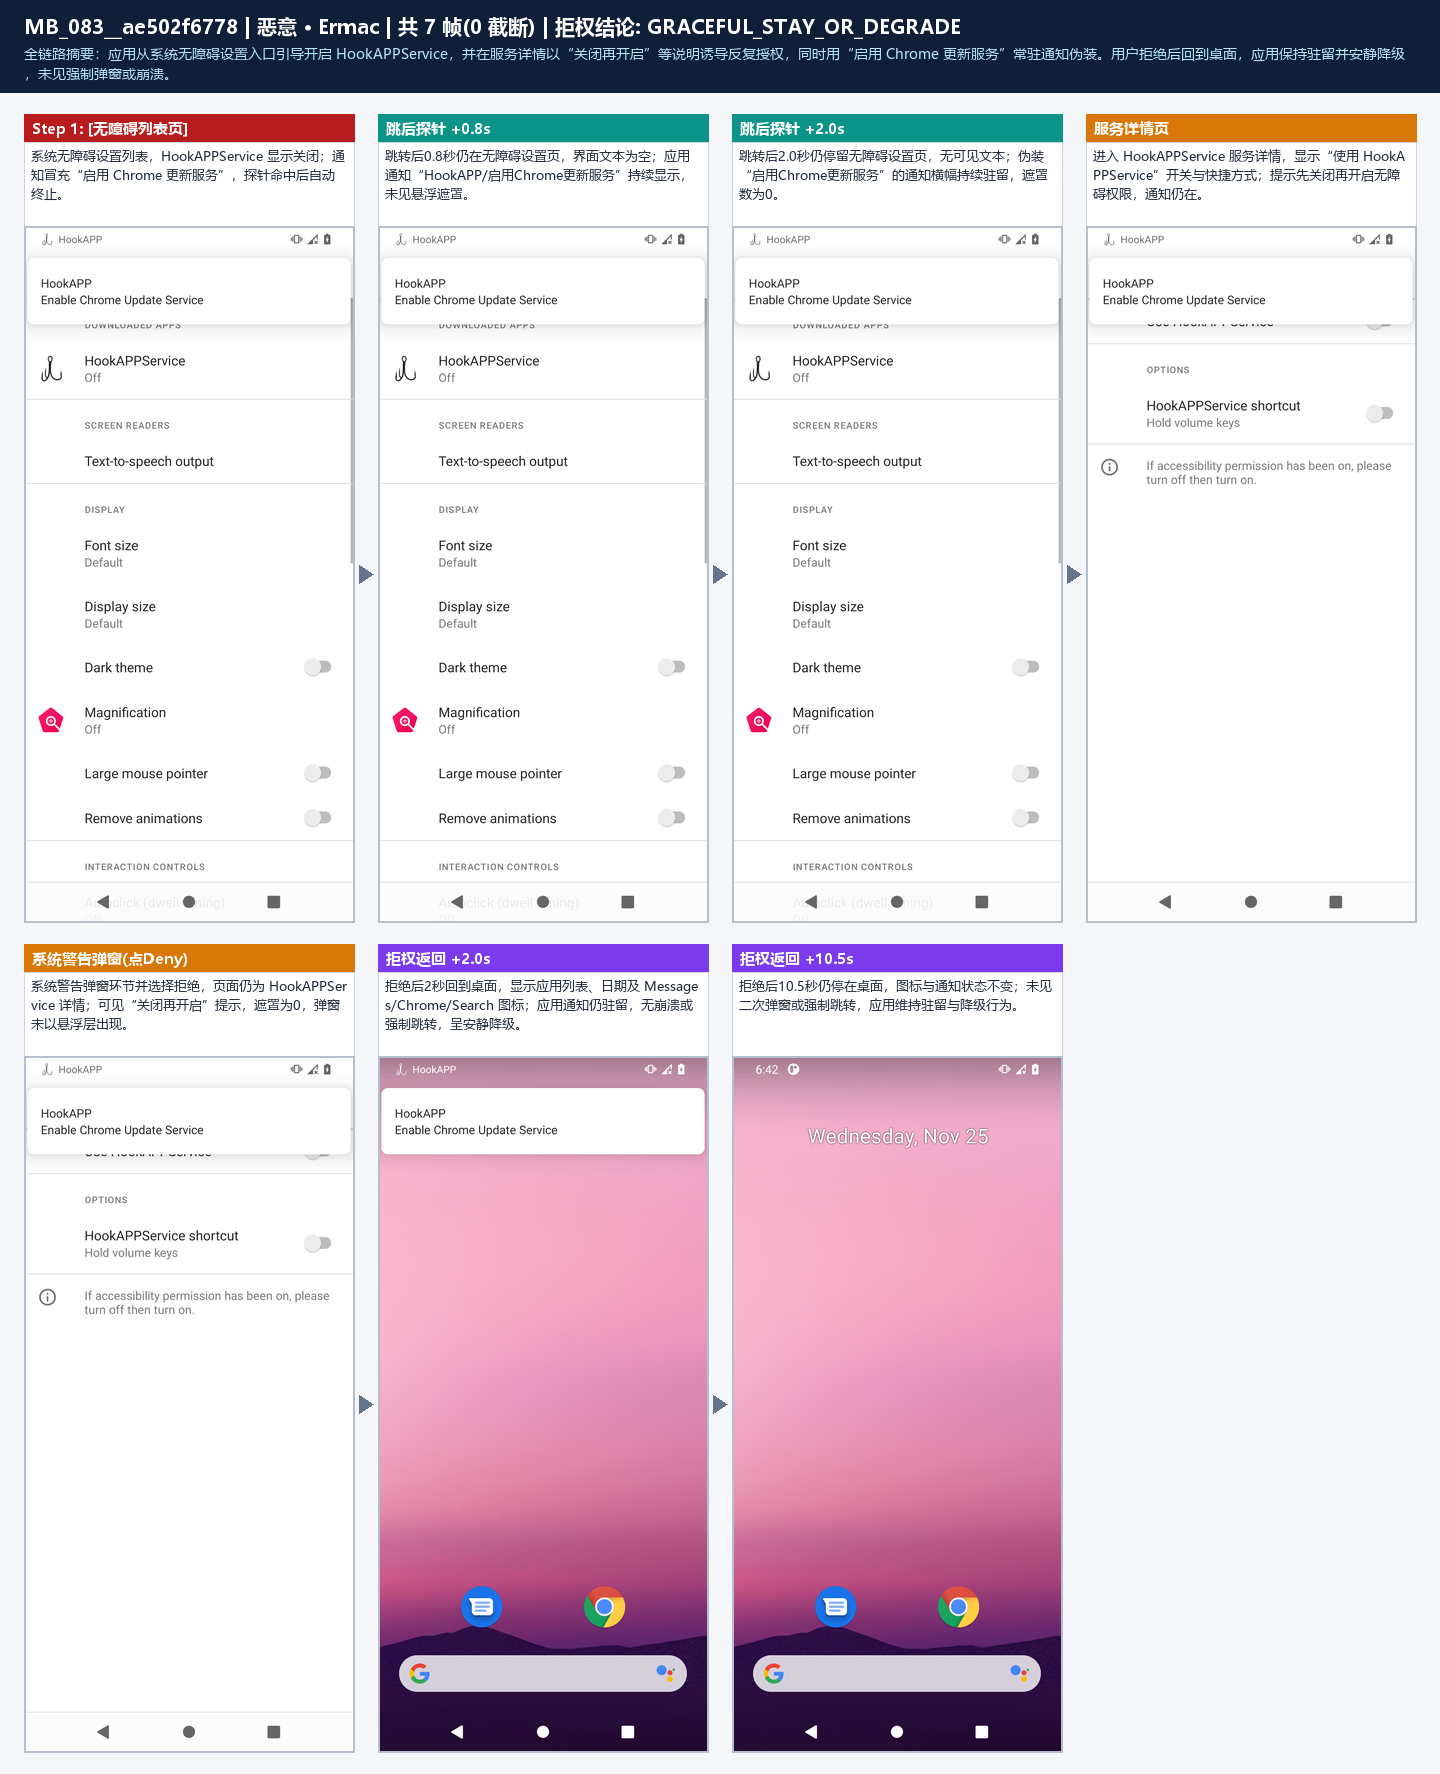 MB_083__ae502f6778 | 恶意 • Ermac | 共 7 帧(0 截断) | 拒权结论: GRACEFUL_STAY_OR_DEGRADE
全链路摘要：应用从系统无障碍设置入口引导开启 HookAPPService，并在服务详情以“关闭再开启”等说明诱导反复授权，同时用“启用 Chrome 更新服务”常驻通知伪装。用户拒绝后回到桌面，应用保持驻留并安静降级
，未见强制弹窗或崩溃。
Step 1: [无障碍列表页]
系统无障碍设置列表，HookAPPService 显示关闭；通
知冒充“启用 Chrome 更新服务”，探针命中后自动
终止。
HookAPP
HookAPP
Enable Chrome Update Service
DOWNLOADED APPS
HookAPPService
Off
SCREEN READERS
Text-to-speech output
DISPLAY
Font size
Default
Display size
Default
Dark theme
Magnification
Off
Large mouse pointer
Remove animations
INTERACTION CONTROLS
跳后探针 +0.8s
跳转后0.8秒仍在无障碍设置页，界面文本为空；应用
通知“HookAPP/启用Chrome更新服务”持续显示，
未见悬浮遮罩。
HookAPP
HookAPP
Enable Chrome Update Service
DOWNLOADED APPS
HookAPPService
Off
SCREEN READERS
Text-to-speech output
DISPLAY
Font size
Default
Display size
Default
Dark theme
Magnification
Off
Large mouse pointer
Remove animations
INTERACTION CONTROLS
跳后探针 +2.0s
跳转后2.0秒仍停留无障碍设置页，无可见文本；伪装
“启用Chrome更新服务”的通知横幅持续驻留，遮罩
数为0。
HookAPP
HookAPP
Enable Chrome Update Service
DOWNLOADED APPS
HookAPPService
Off
SCREEN READERS
Text-to-speech output
DISPLAY
Font size
Default
Display size
Default
Dark theme
Magnification
Off
Large mouse pointer
Remove animations
INTERACTION CONTROLS
服务详情页
进入 HookAPPService 服务详情，显示“使用 HookA
PPService”开关与快捷方式；提示先关闭再开启无障
碍权限，通知仍在。
HookAPP
HookAPP
Enable Chrome Update Service
OPTIONS
HookAPPService shortcut
Hold volume keys
If accessibility permission has been on, please
turn off then turn on.
系统警告弹窗(点Deny)
系统警告弹窗环节并选择拒绝，页面仍为 HookAPPSer
vice 详情；可见“关闭再开启”提示，遮罩为0，弹窗
未以悬浮层出现。
HookAPP
HookAPP
Enable Chrome Update Service
OPTIONS
HookAPPService shortcut
Hold volume keys
If accessibility permission has been on, please
turn off then turn on.
拒权返回 +2.0s
拒绝后2秒回到桌面，显示应用列表、日期及 Message
s/Chrome/Search 图标；应用通知仍驻留，无崩溃或
强制跳转，呈安静降级。
HookAPP
HookAPP
Enable Chrome Update Service
拒权返回 +10.5s
拒绝后10.5秒仍停在桌面，图标与通知状态不变；未见
二次弹窗或强制跳转，应用维持驻留与降级行为。
6:42
Wednesday, Nov 25